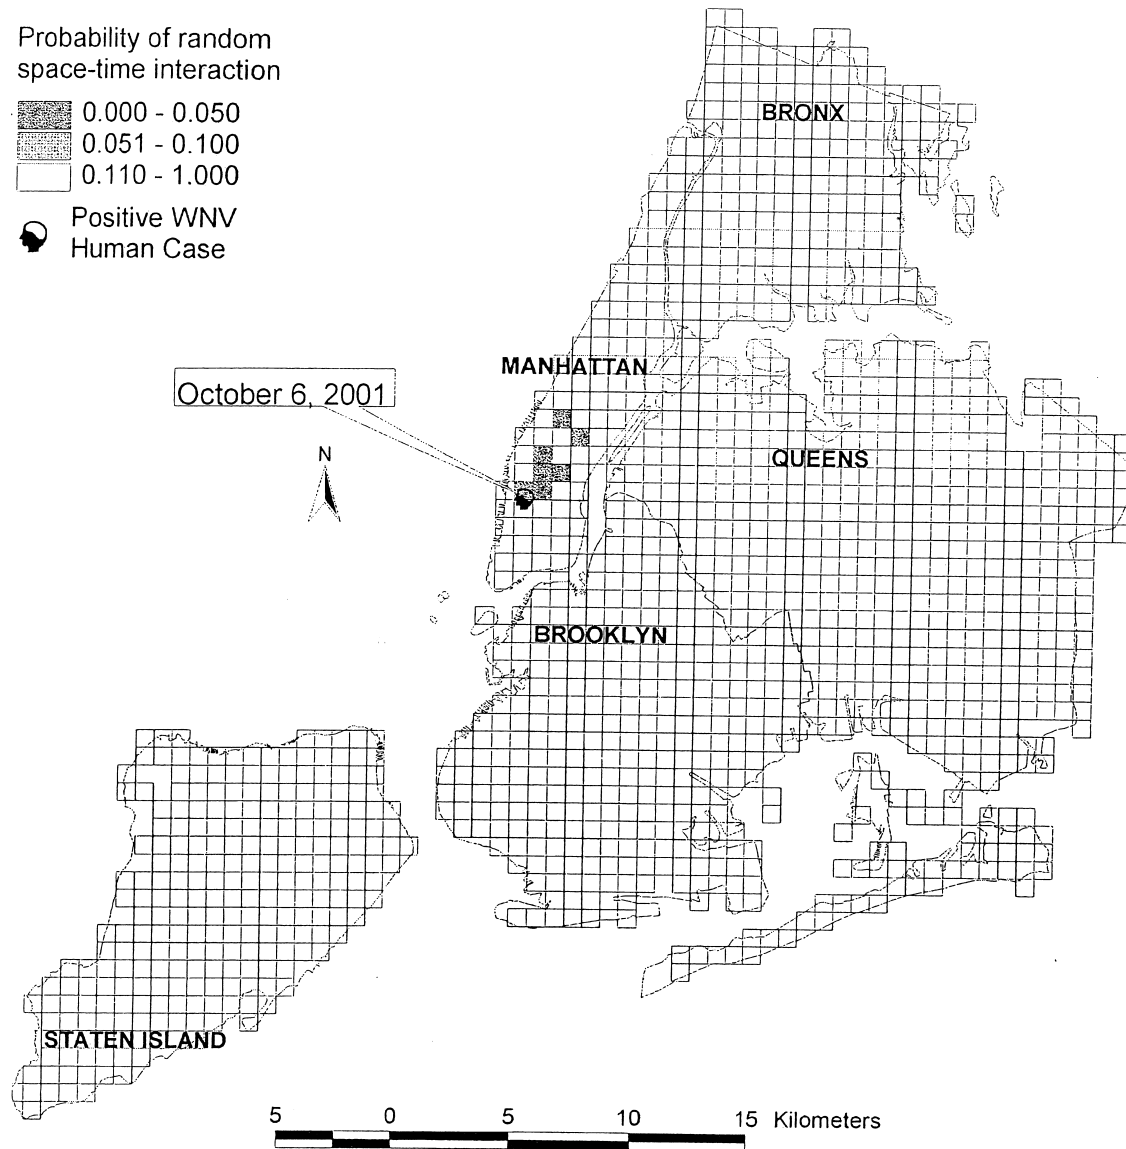 Probability of random
space-time interaction
0.000 - 0.050
0.051 - 0.100
0.110 - 1.000
Positive WNV
Human Case
BRONX
MANHATTAN
October 6, 2001
N
QUEENS
BROOKLYN
STATEN ISLAND
5 0 5 10 15 Kilometers